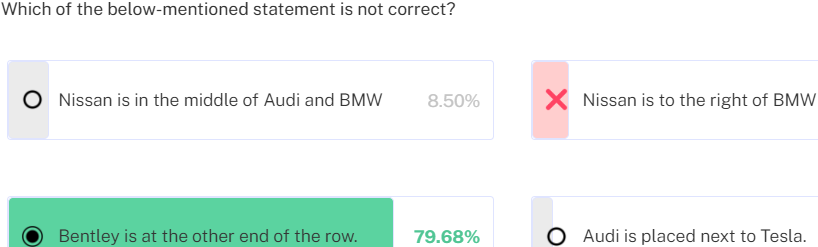 Which of the below-mentioned statement is not correct?
Nissan is in the middle of Audi and BMW 8.50%
Nissan is to the right of BMW
Bentley is at the other end of the row. 79.68%
Audi is placed next to Tesla.